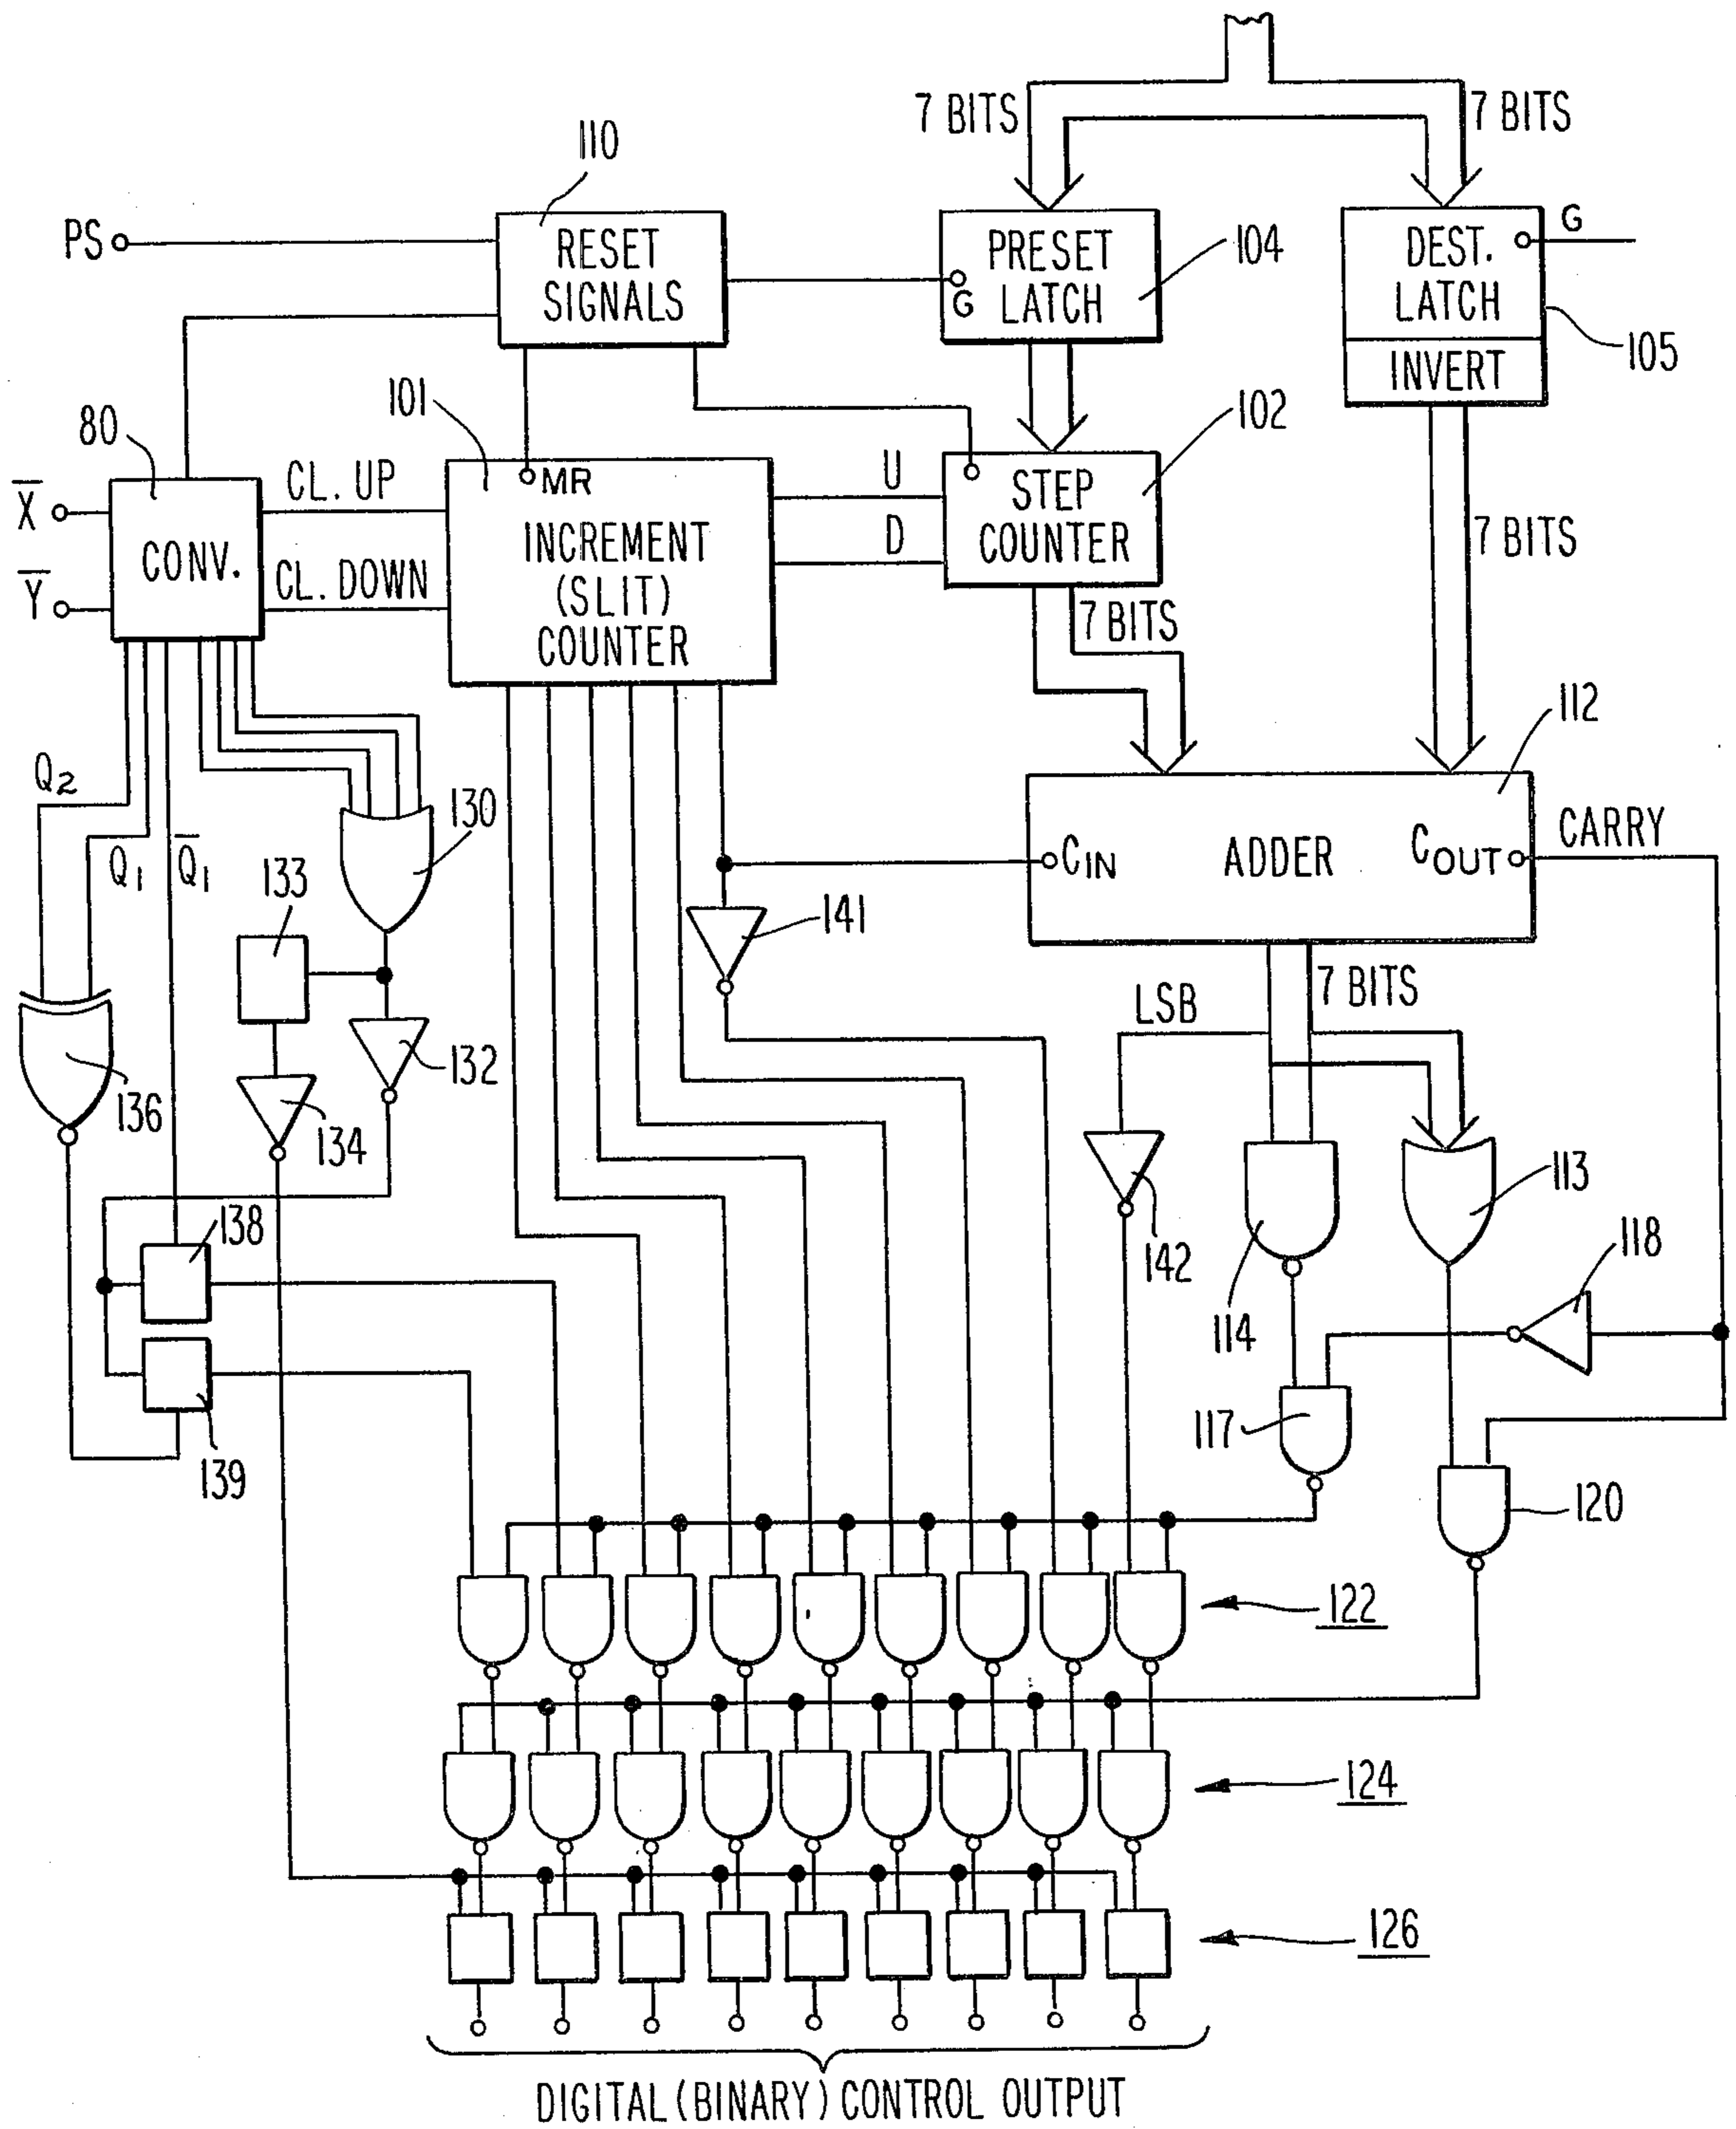 7 BITS
7 BITS
110
PS
RESET
SIGNALS
G
PRESET
LATCH
104
G
DEST.
LATCH
INVERT
105
80
101
102
X̅
Y̅
CONV.
CL. UP
CL. DOWN
MR
INCREMENT
(SLIT)
COUNTER
U
D
STEP
COUNTER
7 BITS
7 BITS
112
Q2
Q1
Q̅1
130
133
CIN
ADDER
COUT
CARRY
141
136
134
132
LSB
7 BITS
138
139
142
114
113
118
117
120
122
124
126
DIGITAL (BINARY) CONTROL OUTPUT